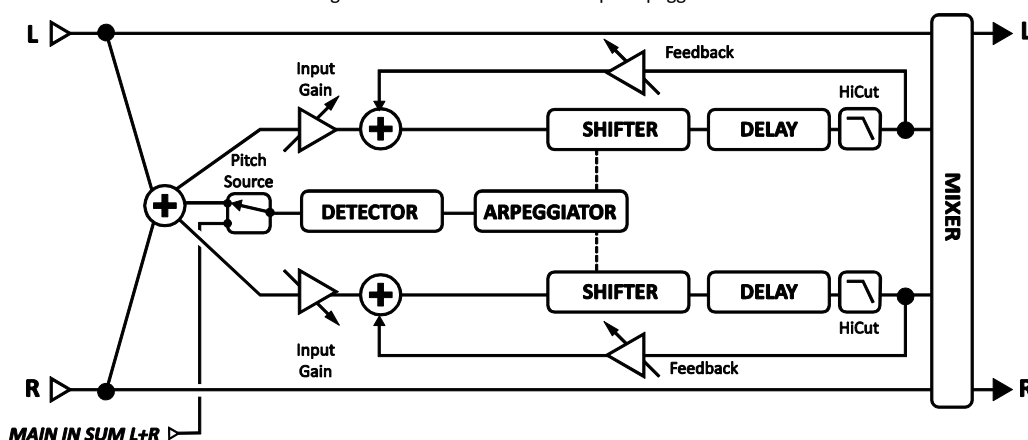 L
Input
Gain
Feedback
HiCut
L
SHIFTER
DELAY
Pitch
Source
DETECTOR
ARPEGGIATOR
MIXER
SHIFTER
DELAY
HiCut
Input
Gain
Feedback
R
R
MAIN IN SUM L+R